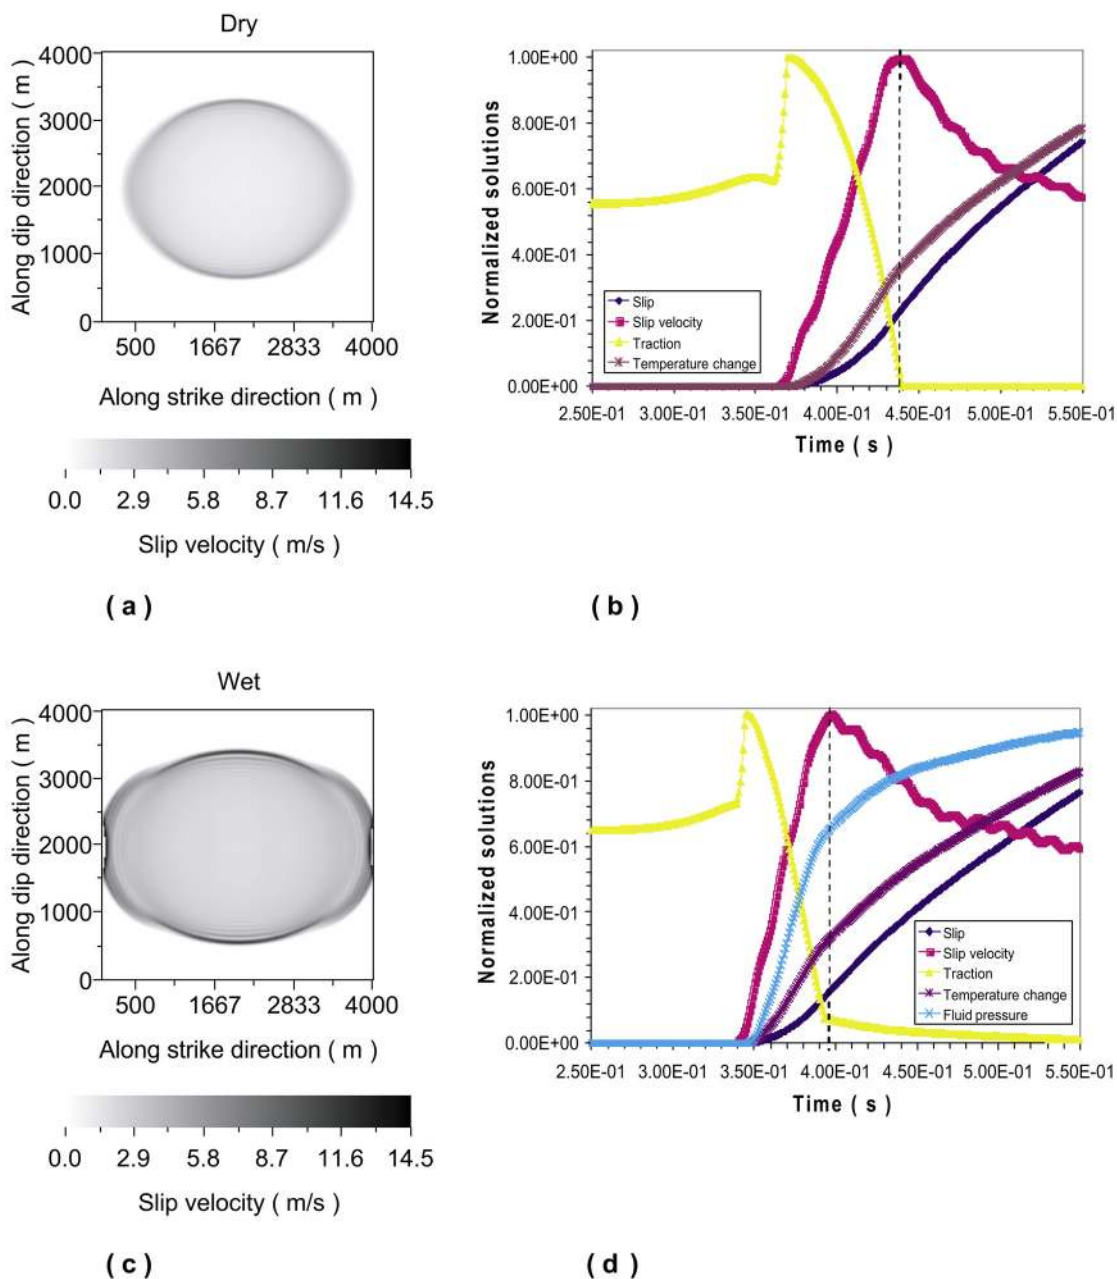 Dry
4000
3000
2000
1000
0
Along dip direction ( m )
500 1667 2833 4000
Along strike direction ( m )
0.0 2.9 5.8 8.7 11.6 14.5
Slip velocity ( m/s )
( a )
1.00E+00
8.00E-01
6.00E-01
4.00E-01
2.00E-01
0.00E+00
Normalized solutions
Slip
Slip velocity
Traction
Temperature change
2.50E-01 3.00E-01 3.50E-01 4.00E-01 4.50E-01 5.00E-01 5.50E-01
Time ( s )
( b )
Wet
4000
3000
2000
1000
0
Along dip direction ( m )
500 1667 2833 4000
Along strike direction ( m )
0.0 2.9 5.8 8.7 11.6 14.5
Slip velocity ( m/s )
( c )
1.00E+00
8.00E-01
6.00E-01
4.00E-01
2.00E-01
0.00E+00
Normalized solutions
Slip
Slip velocity
Traction
Temperature change
Fluid pressure
2.50E-01 3.00E-01 3.50E-01 4.00E-01 4.50E-01 5.00E-01 5.50E-01
Time ( s )
( d )